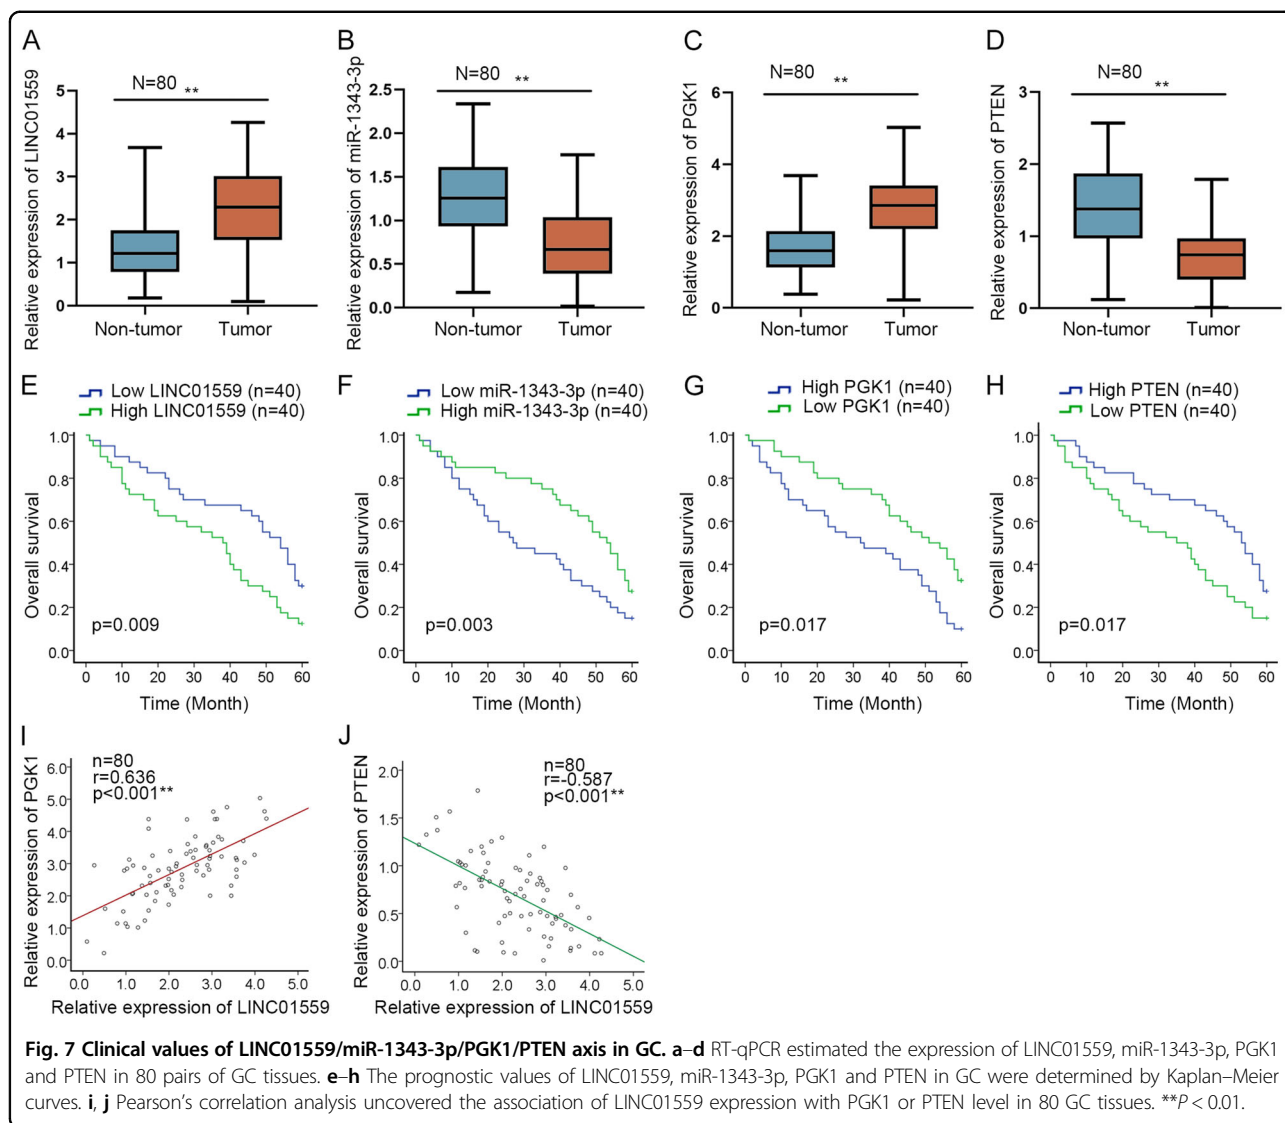 A
Relative expression of LINC01559
N=80
**
5
4
3
2
1
0
Non-tumor
Tumor
B
Relative expression of miR-1343-3p
N=80
**
2.5
2.0
1.5
1.0
0.5
0.0
Non-tumor
Tumor
C
Relative expression of PGK1
N=80
**
6
4
2
0
Non-tumor
Tumor
D
Relative expression of PTEN
N=80
**
3
2
1
0
Non-tumor
Tumor
E
Low LINC01559 (n=40)
High LINC01559 (n=40)
Overall survival
1.0
0.8
0.6
0.4
0.2
0.0
p=0.009
0 10 20 30 40 50 60
Time (Month)
F
Low miR-1343-3p (n=40)
High miR-1343-3p (n=40)
Overall survival
1.0
0.8
0.6
0.4
0.2
0.0
p=0.003
0 10 20 30 40 50 60
Time (Month)
G
High PGK1 (n=40)
Low PGK1 (n=40)
Overall survival
1.0
0.8
0.6
0.4
0.2
0.0
p=0.017
0 10 20 30 40 50 60
Time (Month)
H
High PTEN (n=40)
Low PTEN (n=40)
Overall survival
1.0
0.8
0.6
0.4
0.2
0.0
p=0.017
0 10 20 30 40 50 60
Time (Month)
I
Relative expression of PGK1
n=80
r=0.636
p<0.001**
6.0
5.0
4.0
3.0
2.0
1.0
0.0
0.0 1.0 2.0 3.0 4.0 5.0
Relative expression of LINC01559
J
Relative expression of PTEN
n=80
r=-0.587
p<0.001**
2.0
1.5
1.0
0.5
0.0
0.0 1.0 2.0 3.0 4.0 5.0
Relative expression of LINC01559
Fig. 7 Clinical values of LINC01559/miR-1343-3p/PGK1/PTEN axis in GC. a–d RT-qPCR estimated the expression of LINC01559, miR-1343-3p, PGK1
and PTEN in 80 pairs of GC tissues. e–h The prognostic values of LINC01559, miR-1343-3p, PGK1 and PTEN in GC were determined by Kaplan–Meier
curves. i, j Pearson's correlation analysis uncovered the association of LINC01559 expression with PGK1 or PTEN level in 80 GC tissues. **P < 0.01.